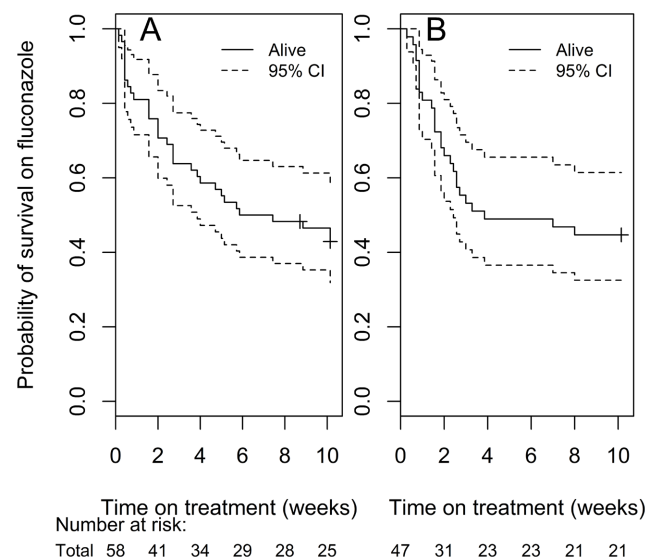 Probability of survival on fluconazole
A
Alive
95% CI
1.0
0.8
0.6
0.4
0.2
0.0
0 2 4 6 8 10
Time on treatment (weeks)
B
Alive
95% CI
1.0
0.8
0.6
0.4
0.2
0.0
0 2 4 6 8 10
Time on treatment (weeks)
Number at risk:
Total 58 41 34 29 28 25 47 31 23 23 21 21